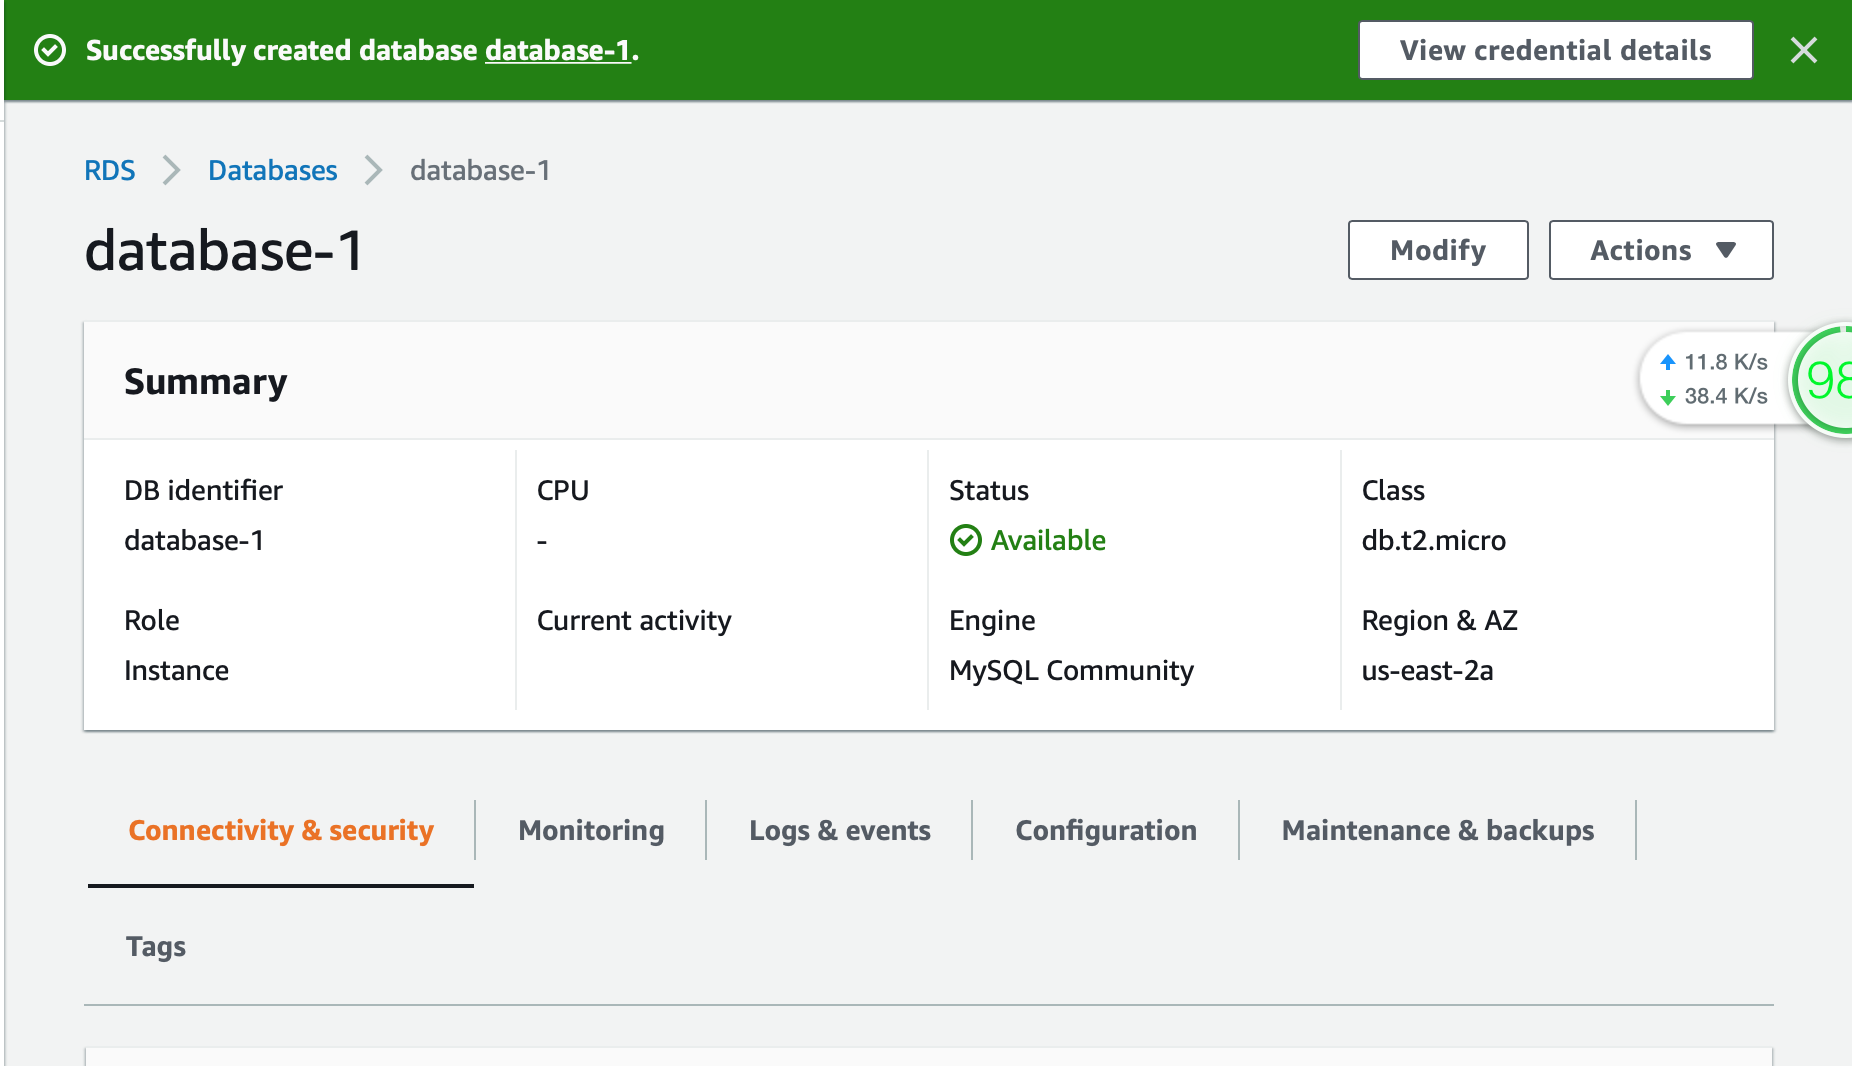 Successfully created database database-1.
View credential details
RDS
Databases
database-1
database-1
Modify
Actions
11.8 K/s
38.4 K/s
98
Summary
DB identifier
CPU
Status
Class
database-1
-
Available
db.t2.micro
Role
Current activity
Engine
Region & AZ
Instance
MySQL Community
us-east-2a
Connectivity & security
Monitoring
Logs & events
Configuration
Maintenance & backups
Tags